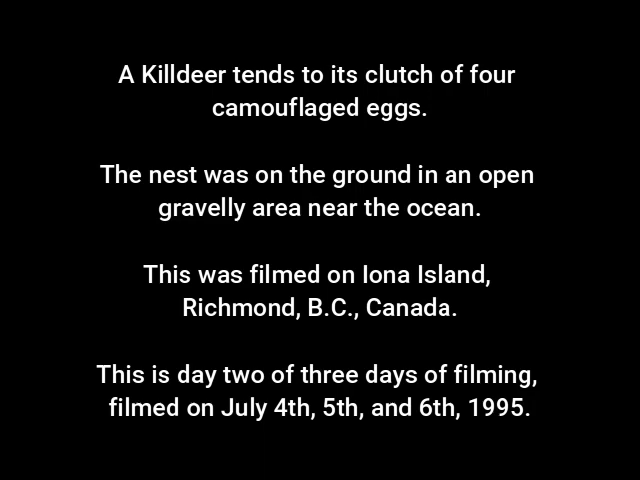 A Killdeer tends to its clutch of four
camouflaged eggs.
The nest was on the ground in an open
gravelly area near the ocean.
This was filmed on Iona Island,
Richmond, B.C., Canada.
This is day two of three days of filming,
filmed on July 4th, 5th, and 6th, 1995.